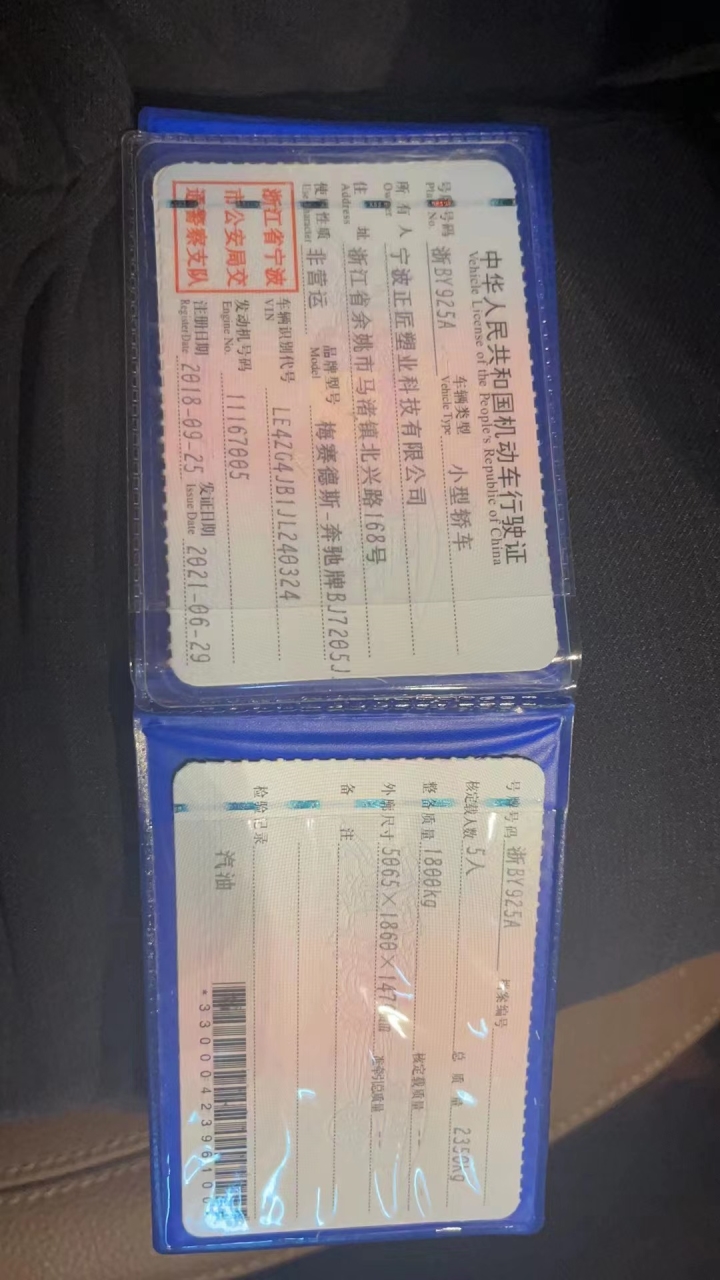 中华人民共和国机动车行驶证
Vehicle License of the People's Republic of China
号牌号码 浙BY925A 车辆类型 小型轿车
Plate No. Vehicle Type
所有人 宁波正匠塑业科技有限公司
Owner
住址 浙江省余姚市马渚镇北兴路168号
Address
使用性质 非营运 品牌型号 梅赛德斯-奔驰牌BJ7205J
Use Character Model
浙江省宁波
市公安局交
通警察支队
车辆识别代号 LE42G4JB1JL240324
VIN
发动机号码 11167005
Engine No.
注册日期 2018-09-25 发证日期 2021-06-29
Register Date Issue Date
号牌号码 浙BY925A 档案编号
核定载人数 5人 总质量 2350kg
整备质量 1800kg 核定载质量 --
外廓尺寸 5065×1860×147 准牵引总质量 --
备注
检验记录
汽油
*3300042396100